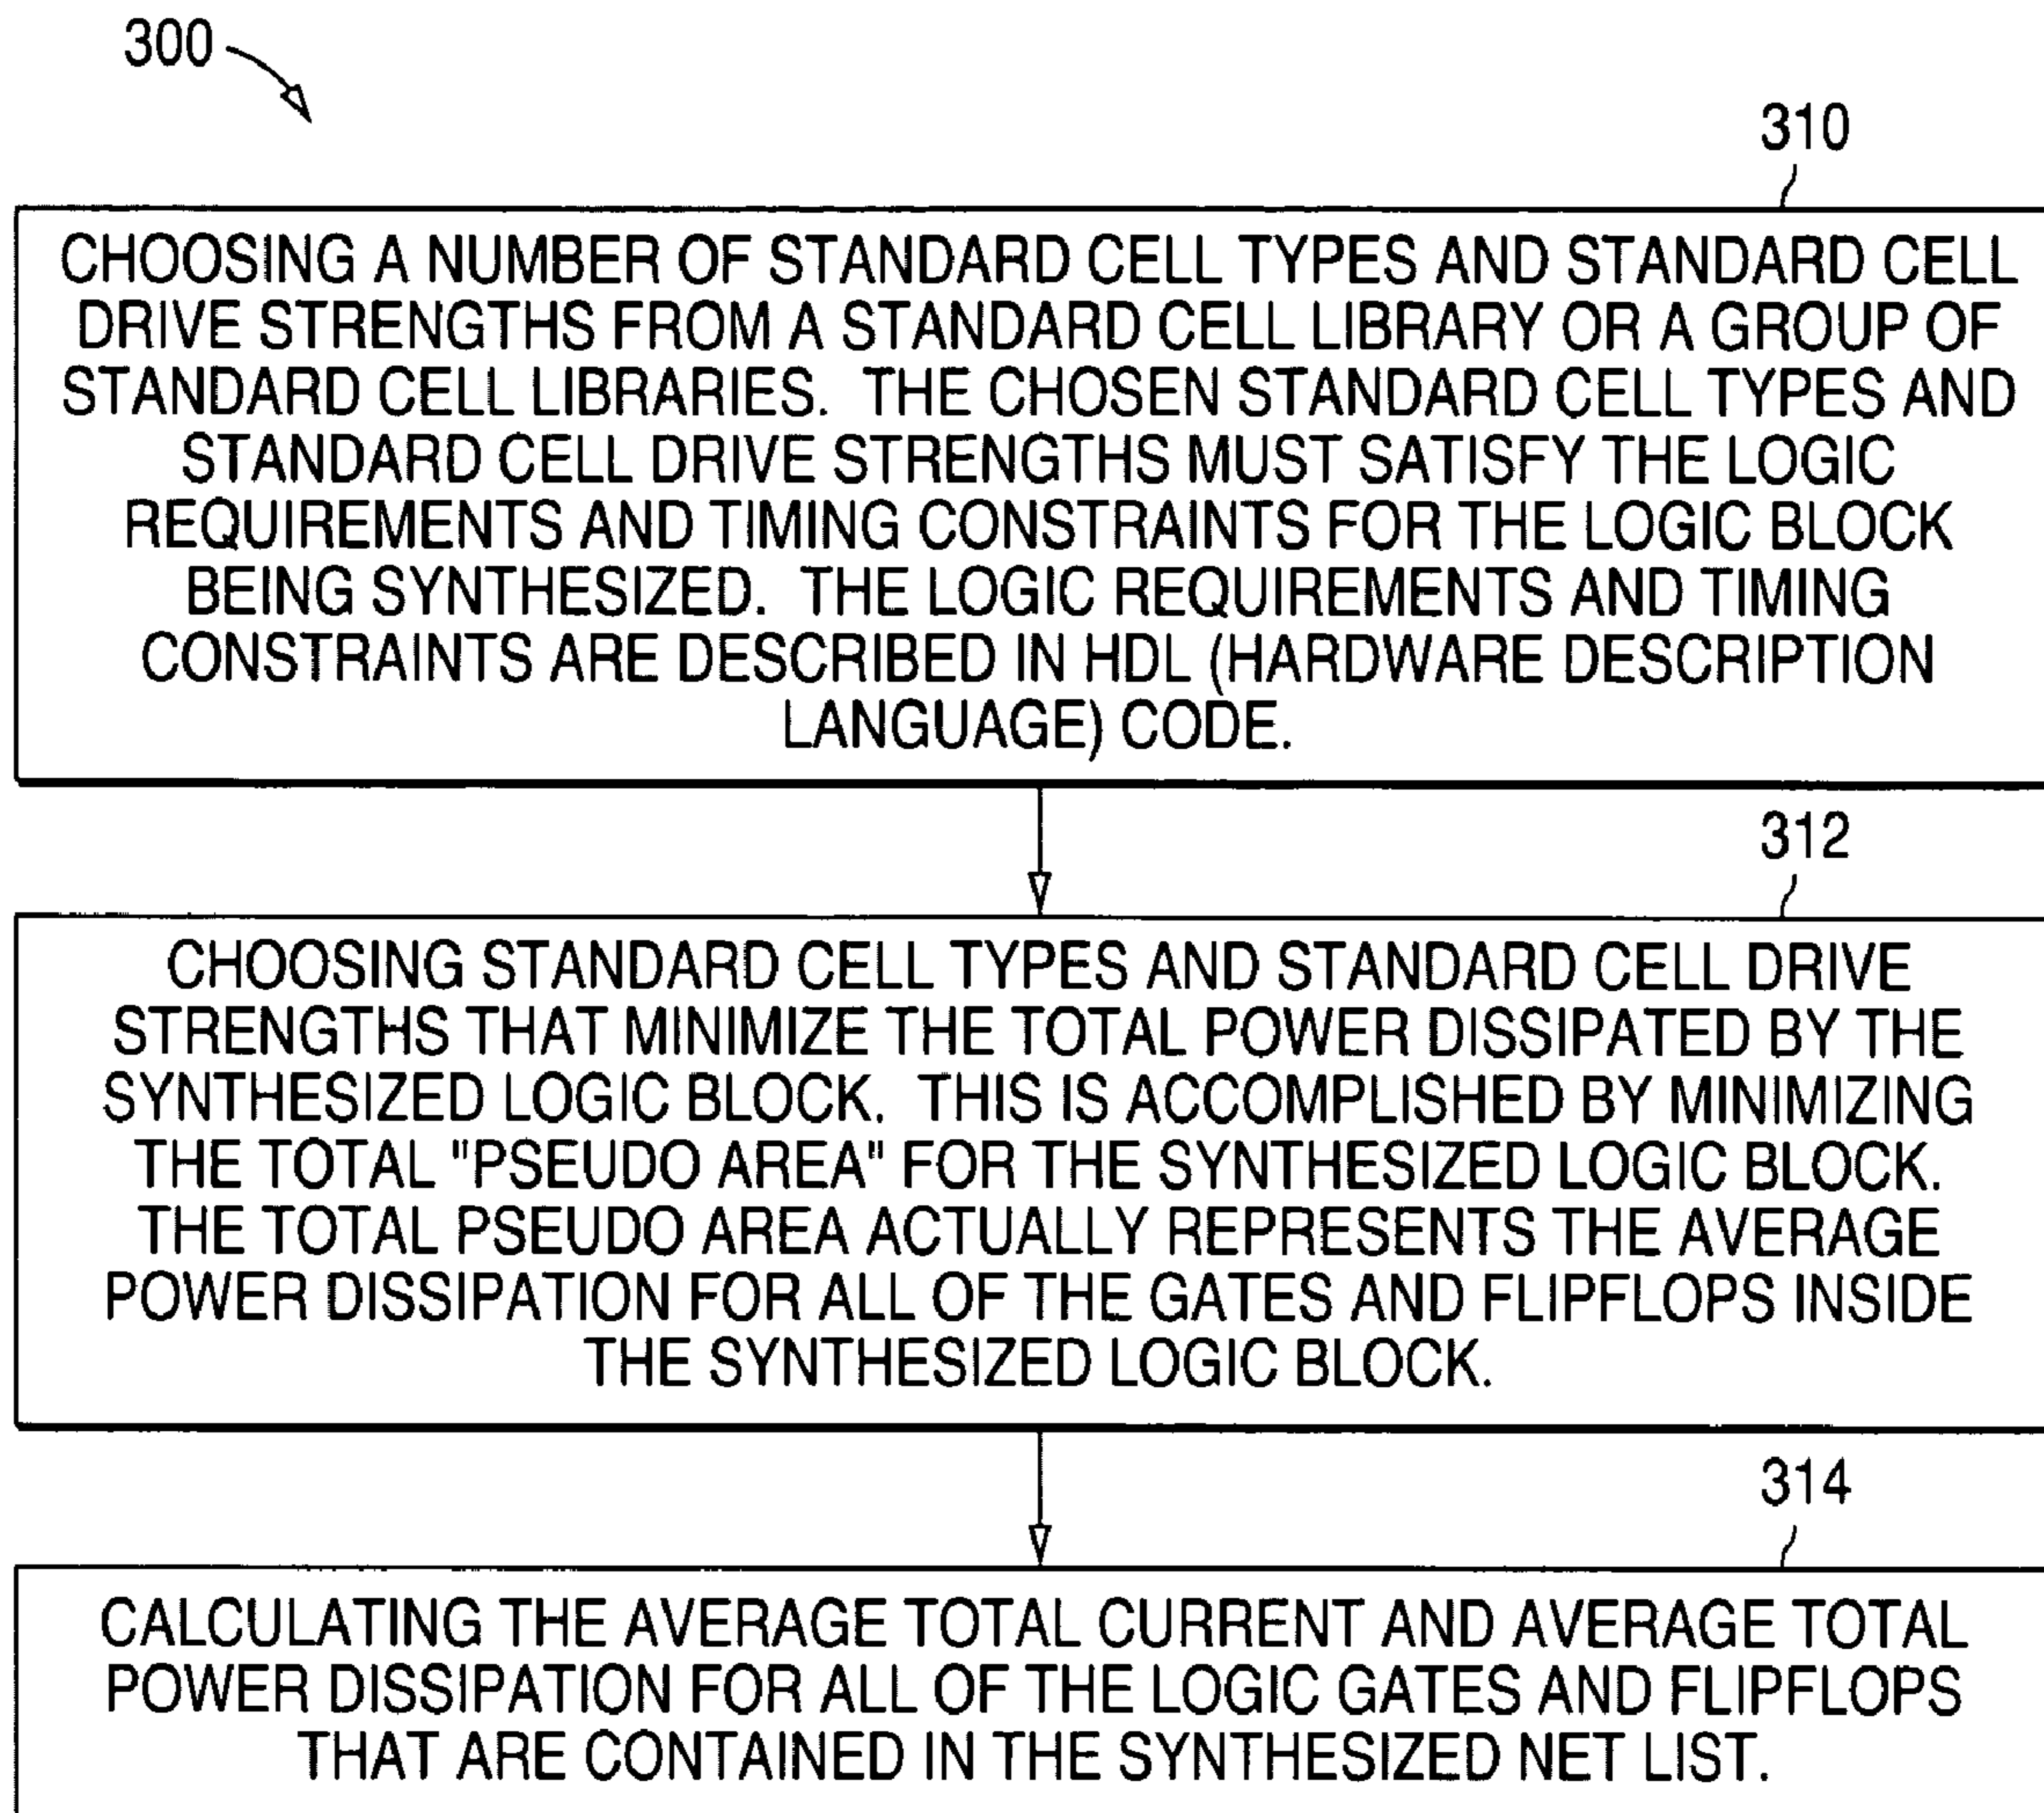 300
310
CHOOSING A NUMBER OF STANDARD CELL TYPES AND STANDARD CELL
DRIVE STRENGTHS FROM A STANDARD CELL LIBRARY OR A GROUP OF
STANDARD CELL LIBRARIES. THE CHOSEN STANDARD CELL TYPES AND
STANDARD CELL DRIVE STRENGTHS MUST SATISFY THE LOGIC
REQUIREMENTS AND TIMING CONSTRAINTS FOR THE LOGIC BLOCK
BEING SYNTHESIZED. THE LOGIC REQUIREMENTS AND TIMING
CONSTRAINTS ARE DESCRIBED IN HDL (HARDWARE DESCRIPTION
LANGUAGE) CODE.
312
CHOOSING STANDARD CELL TYPES AND STANDARD CELL DRIVE
STRENGTHS THAT MINIMIZE THE TOTAL POWER DISSIPATED BY THE
SYNTHESIZED LOGIC BLOCK. THIS IS ACCOMPLISHED BY MINIMIZING
THE TOTAL "PSEUDO AREA" FOR THE SYNTHESIZED LOGIC BLOCK.
THE TOTAL PSEUDO AREA ACTUALLY REPRESENTS THE AVERAGE
POWER DISSIPATION FOR ALL OF THE GATES AND FLIPFLOPS INSIDE
THE SYNTHESIZED LOGIC BLOCK.
314
CALCULATING THE AVERAGE TOTAL CURRENT AND AVERAGE TOTAL
POWER DISSIPATION FOR ALL OF THE LOGIC GATES AND FLIPFLOPS
THAT ARE CONTAINED IN THE SYNTHESIZED NET LIST.